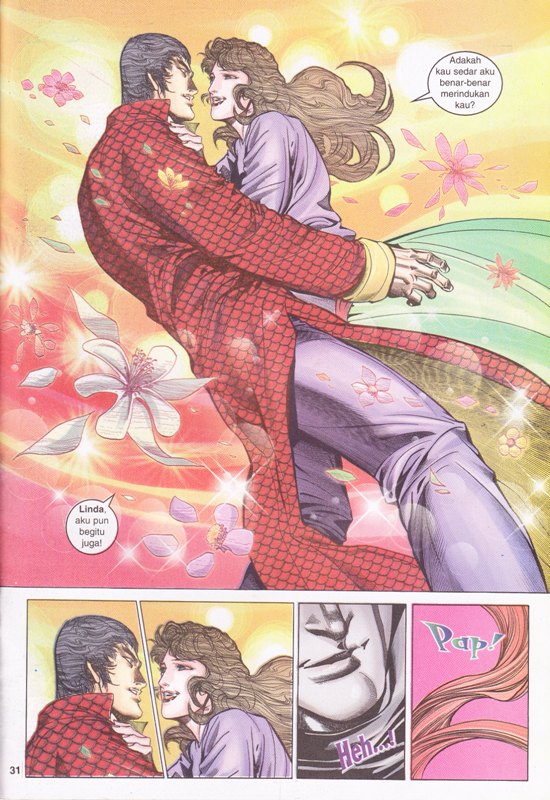 Adakah
kau sedar aku
benar-benar
merindukan
kau?
Linda,
aku pun
begitu
juga!
Heh...!
Pap!
31